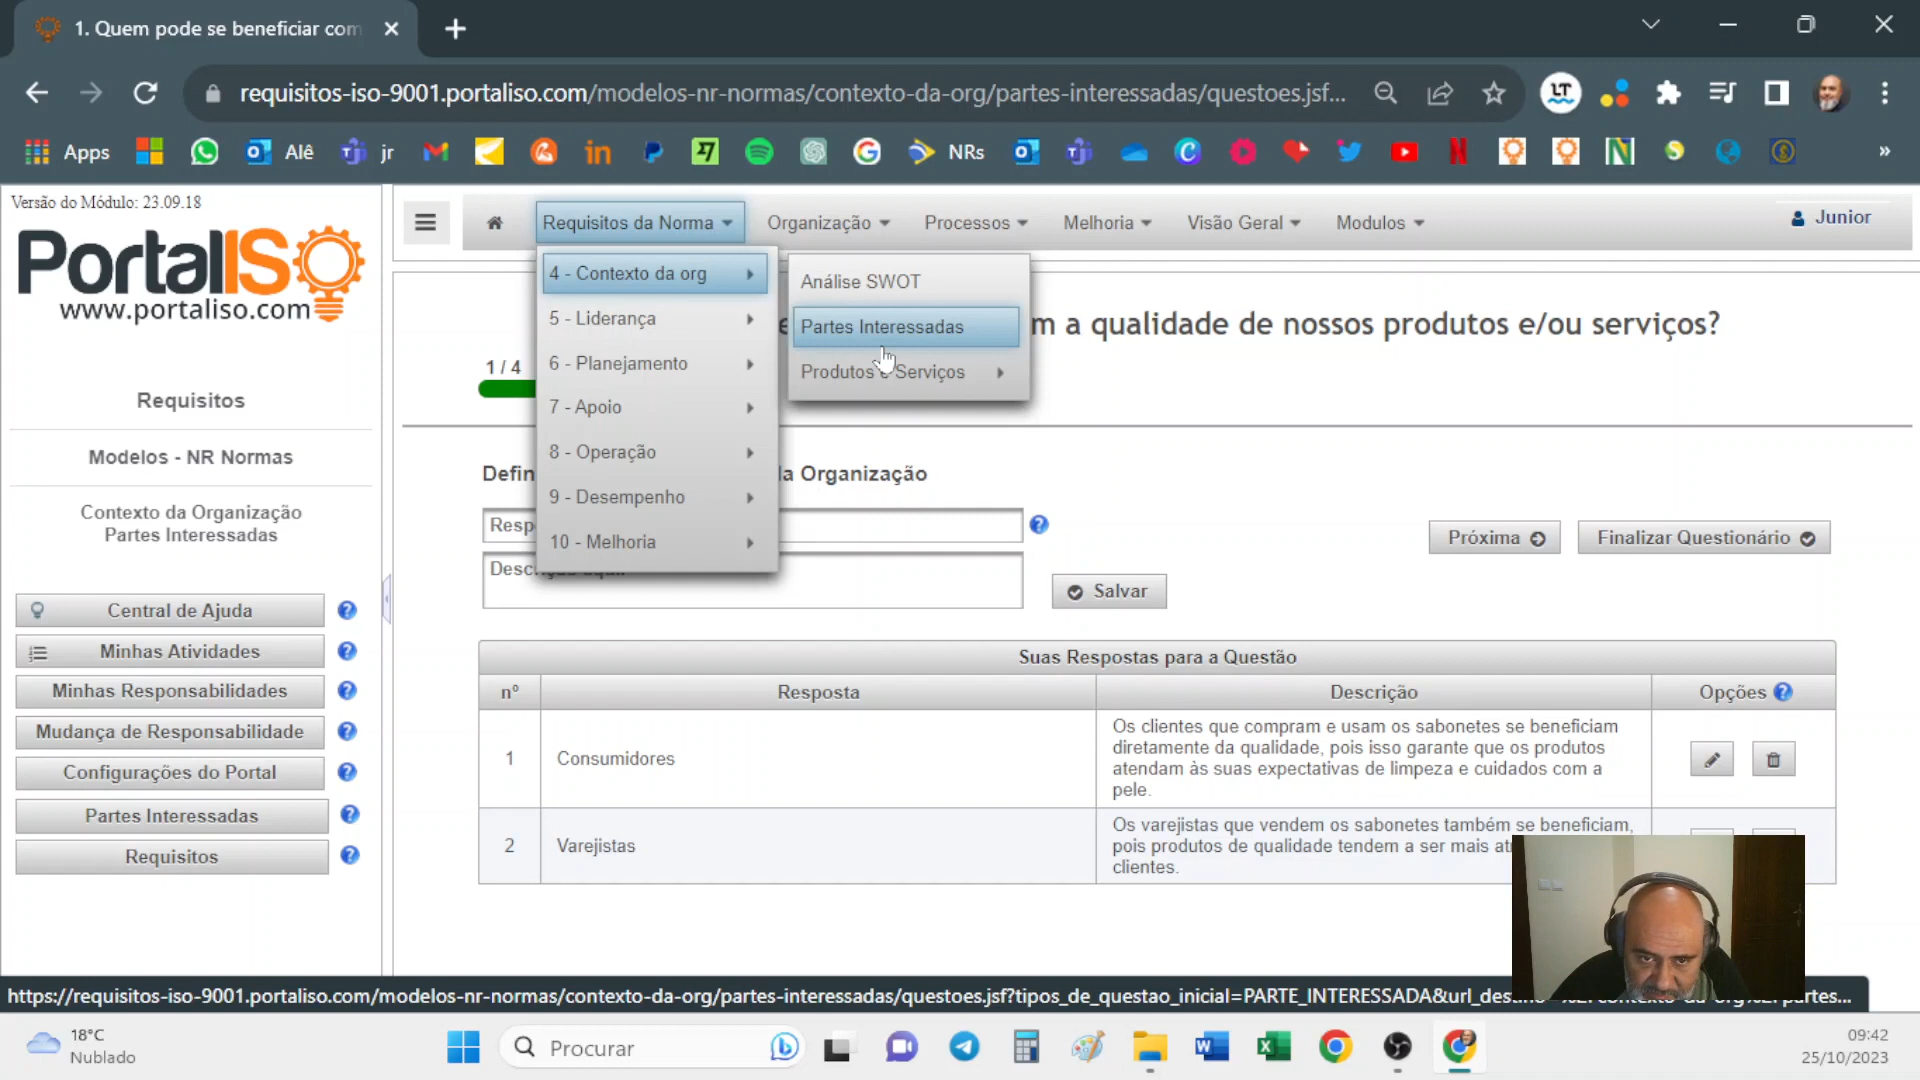 1. Quem pode se beneficiar com
requisitos-iso-9001.portaliso.com/modelos-nr-normas/contexto-da-org/partes-interessadas/questoes.jsf...
Apps
Alê
jr
NRs
»
Versão do Módulo: 23.09.18
PortalISO
www.portaliso.com
Requisitos
Modelos - NR Normas
Contexto da Organização
Partes Interessadas
Central de Ajuda
Minhas Atividades
Minhas Responsabilidades
Mudança de Responsabilidade
Configurações do Portal
Partes Interessadas
Requisitos
Requisitos da Norma
Organização
Processos
Melhoria
Visão Geral
Modulos
Junior
4 - Contexto da org
5 - Liderança
6 - Planejamento
7 - Apoio
8 - Operação
9 - Desempenho
10 - Melhoria
Análise SWOT
Partes Interessadas
Produtos e Serviços
m a qualidade de nossos produtos e/ou serviços?
1 / 4
Defin
la Organização
Resp
Próxima
Finalizar Questionário
Salvar
Suas Respostas para a Questão
nº Resposta Descrição Opções
1 Consumidores
Os clientes que compram e usam os sabonetes se beneficiam
diretamente da qualidade, pois isso garante que os produtos
atendam às suas expectativas de limpeza e cuidados com a
pele.
2 Varejistas
Os varejistas que vendem os sabonetes também se beneficiam,
pois produtos de qualidade tendem a ser mais
clientes.
https://requisitos-iso-9001.portaliso.com/modelos-nr-normas/contexto-da-org/partes-interessadas/questoes.jsf?tipos_de_questao_inicial=PARTE_INTERESSADA&url_destino
18°C
Nublado
Procurar
09:42
25/10/2023